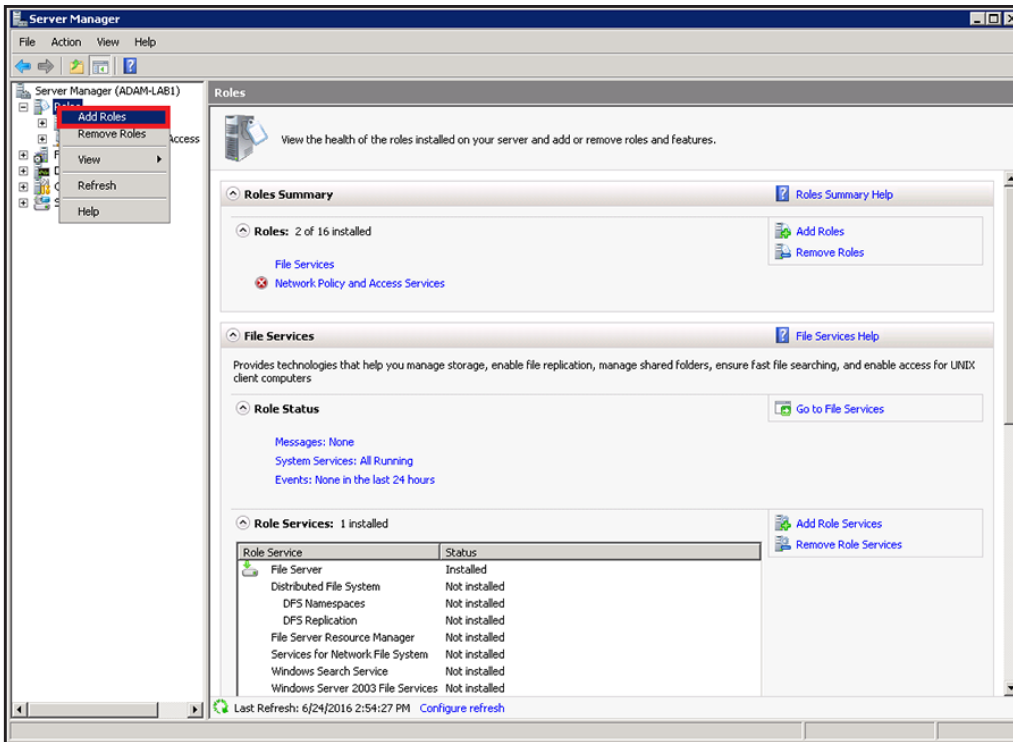 Server Manager
File Action View Help
Server Manager (ADAM-LAB1)
Roles
Add Roles
Remove Roles
Access
View
Refresh
Help
Roles
View the health of the roles installed on your server and add or remove roles and features.
Roles Summary
Roles Summary Help
Roles: 2 of 16 installed
Add Roles
Remove Roles
File Services
Network Policy and Access Services
File Services
File Services Help
Provides technologies that help you manage storage, enable file replication, manage shared folders, ensure fast file searching, and enable access for UNIX
client computers
Role Status
Go to File Services
Messages: None
System Services: All Running
Events: None in the last 24 hours
Role Services: 1 installed
Add Role Services
Remove Role Services
Role Service Status
File Server Installed
Distributed File System Not installed
DFS Namespaces Not installed
DFS Replication Not installed
File Server Resource Manager Not installed
Services for Network File System Not installed
Windows Search Service Not installed
Windows Server 2003 File Services Not installed
Last Refresh: 6/24/2016 2:54:27 PM Configure refresh